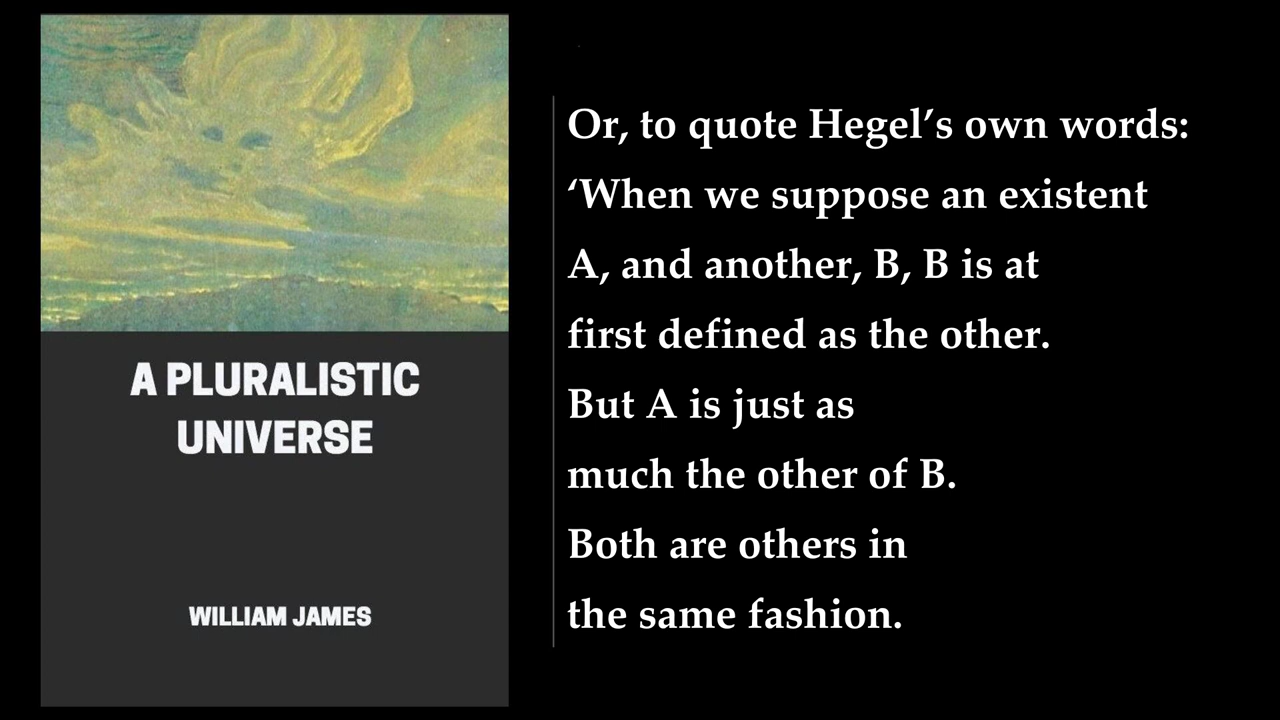 A PLURALISTIC
UNIVERSE
WILLIAM JAMES
Or, to quote Hegel’s own words:
‘When we suppose an existent
A, and another, B, B is at
first defined as the other.
But A is just as
much the other of B.
Both are others in
the same fashion.